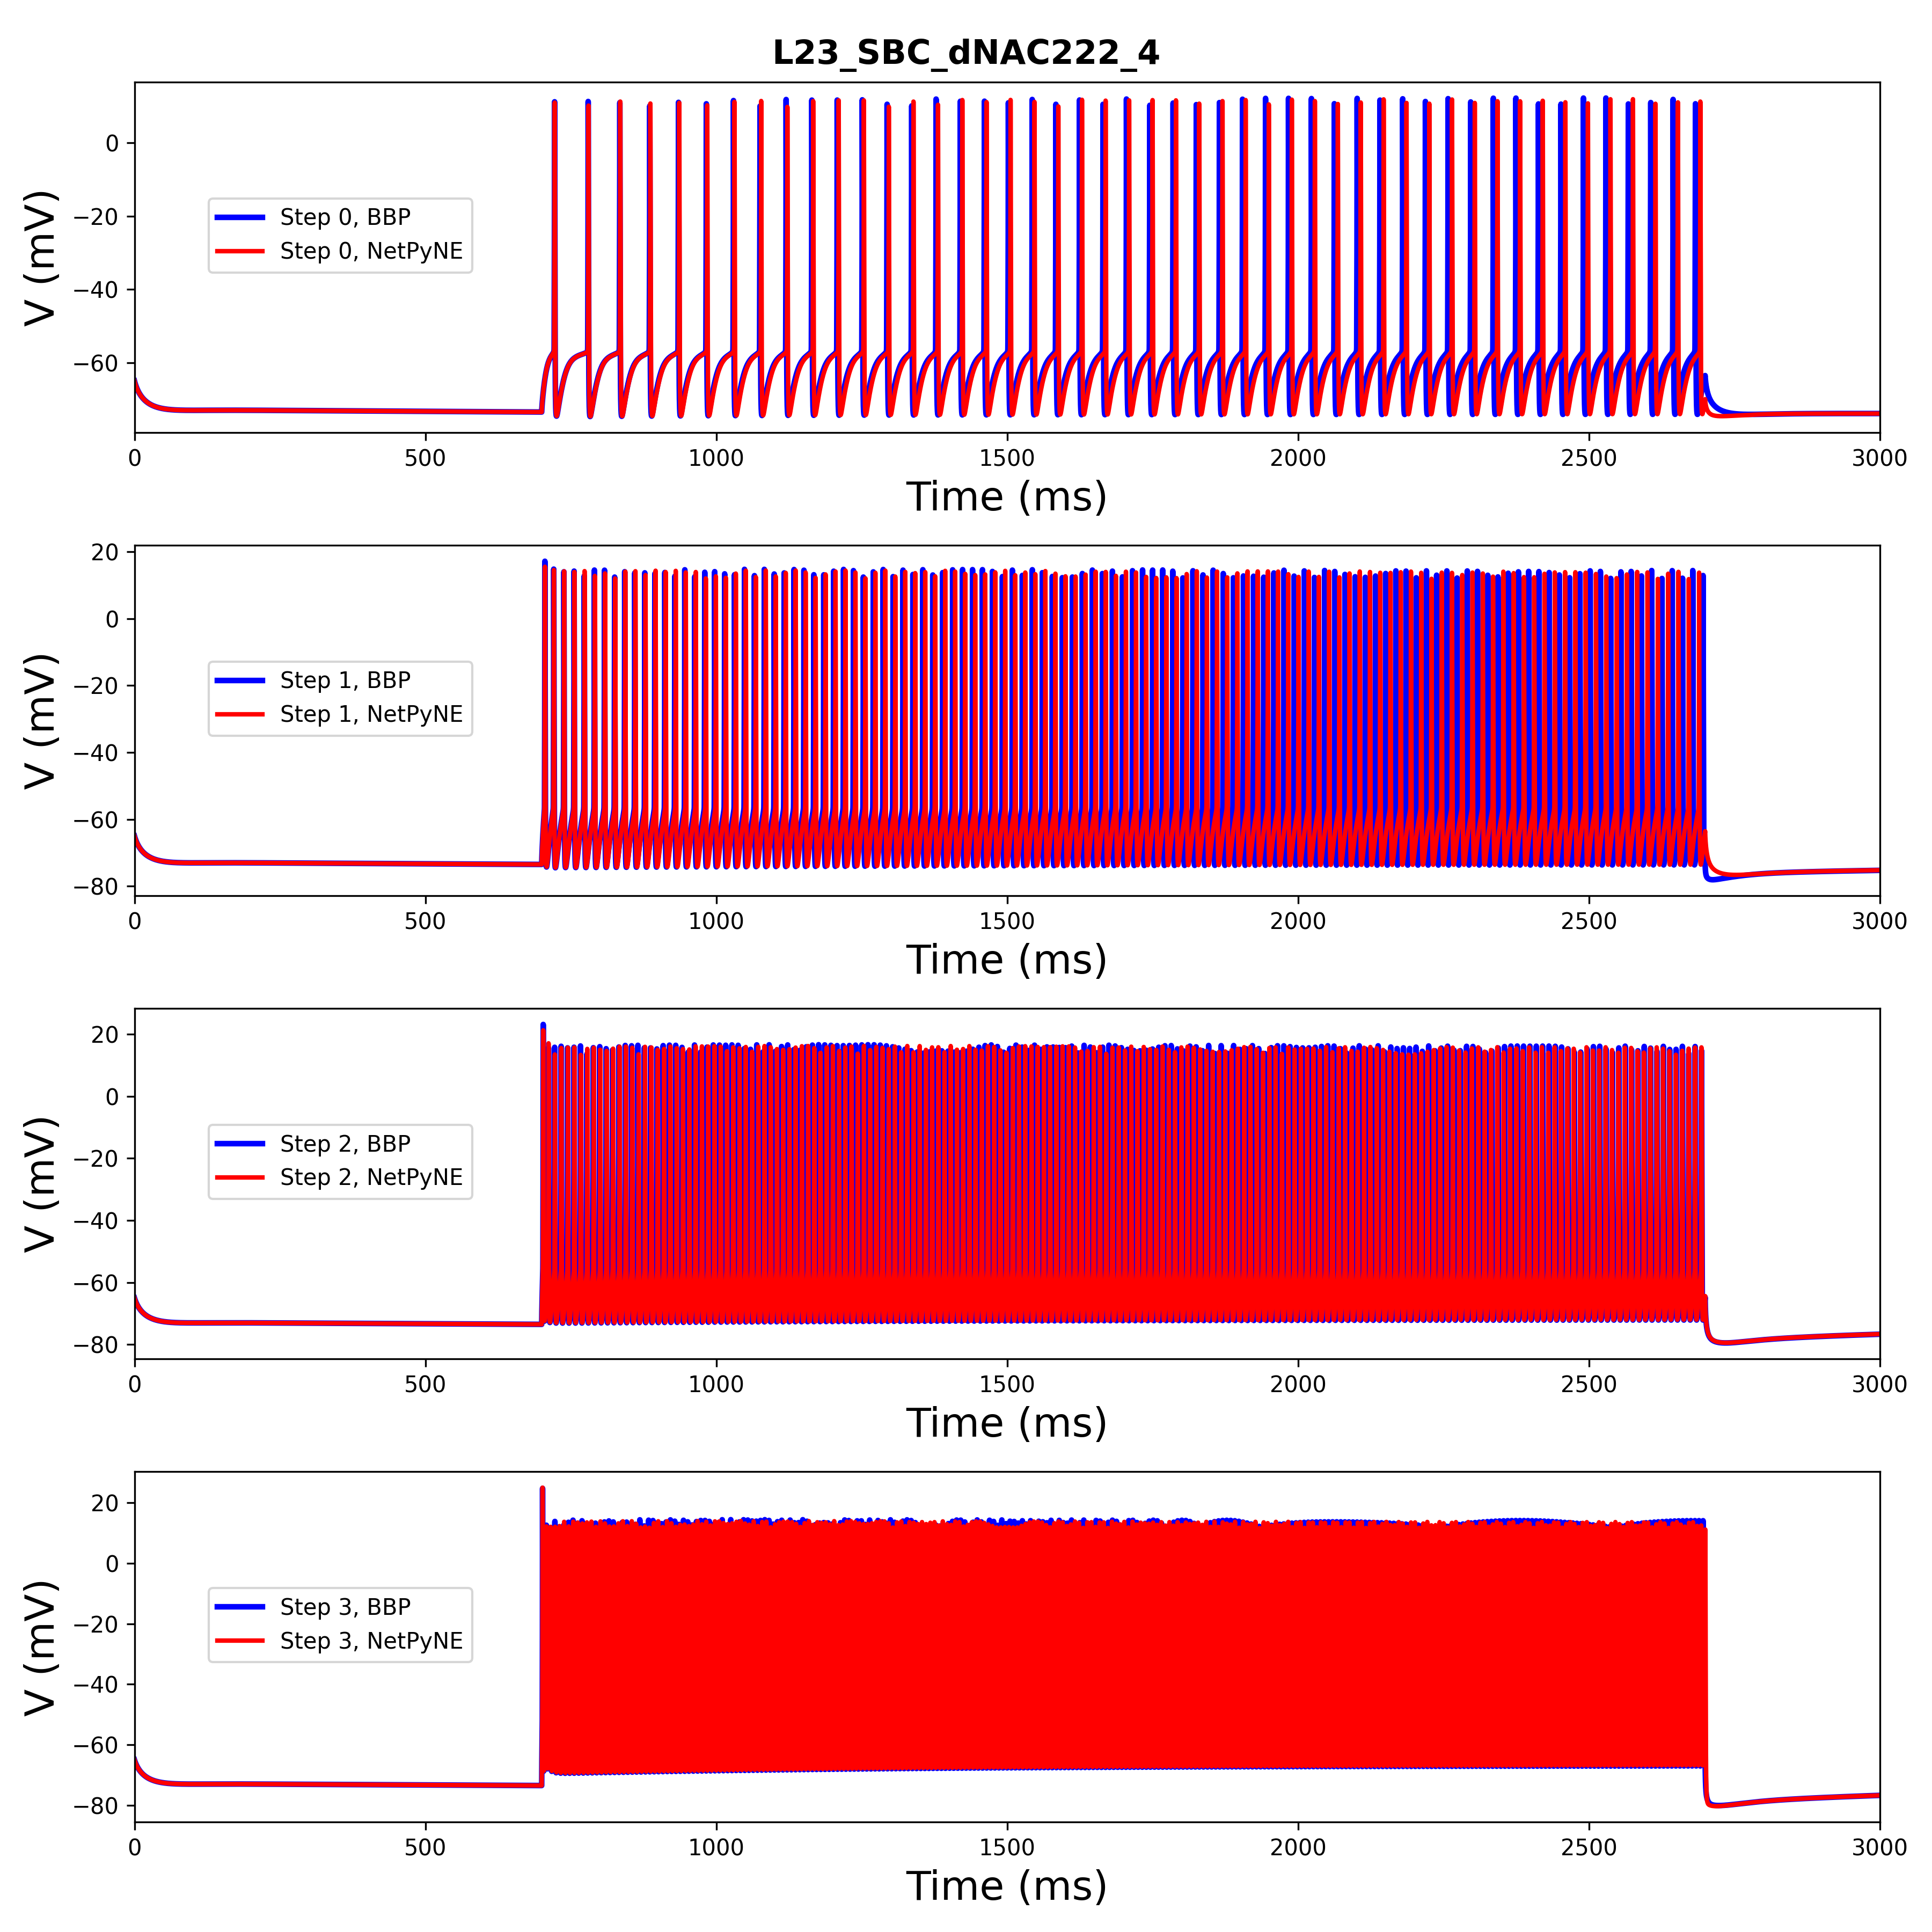 L23_SBC_dNAC222_4
0
−20
−40
−60
V (mV)
Step 0, BBP
Step 0, NetPyNE
0 500 1000 1500 2000 2500 3000
Time (ms)
20
0
−20
−40
−60
−80
V (mV)
Step 1, BBP
Step 1, NetPyNE
0 500 1000 1500 2000 2500 3000
Time (ms)
20
0
−20
−40
−60
−80
V (mV)
Step 2, BBP
Step 2, NetPyNE
0 500 1000 1500 2000 2500 3000
Time (ms)
20
0
−20
−40
−60
−80
V (mV)
Step 3, BBP
Step 3, NetPyNE
0 500 1000 1500 2000 2500 3000
Time (ms)